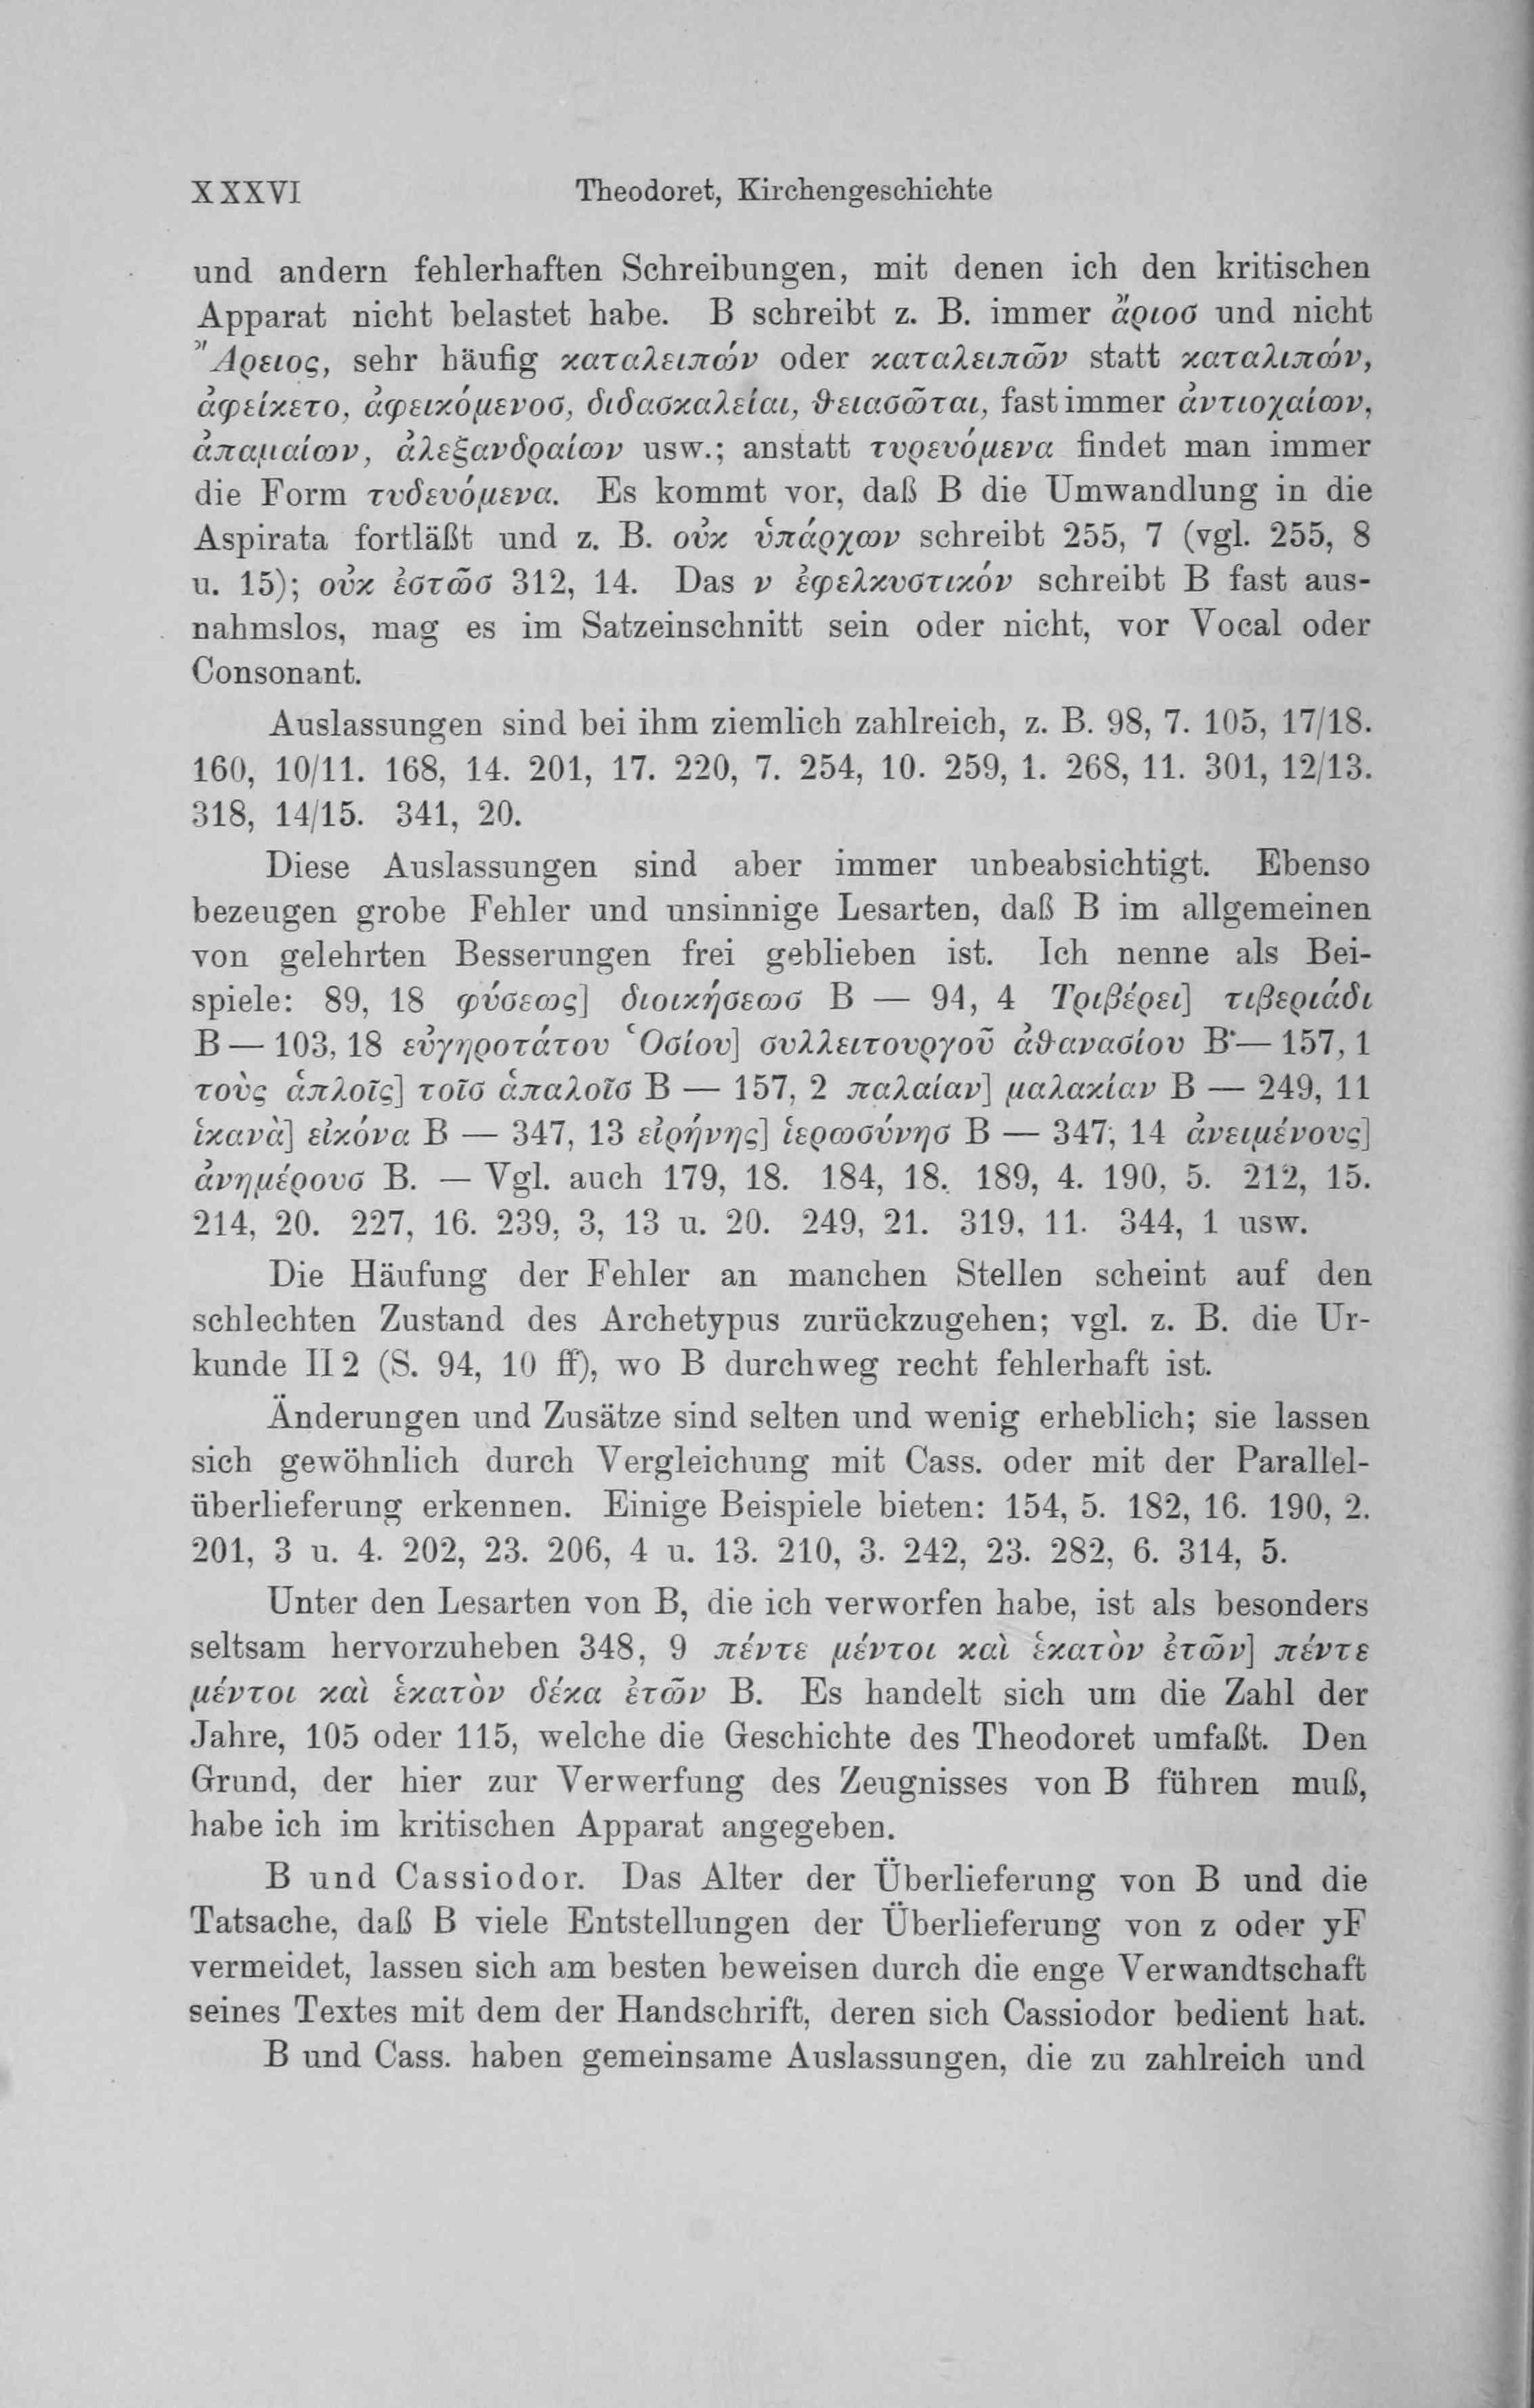 XXXVI Theodoret, Kirchengeschichte
und andern fehlerhaften Schreibungen, mit denen ich den kritischen
Apparat nicht belastet habe. B schreibt z. B. immer ἄριοσ und nicht
Ἄρειος, sehr häufig καταλειπών oder καταλειπῶν statt καταλιπών,
ἀφείκετο, ἀφεικόμενοσ, διδασκαλείαι, θειασῶται, fast immer ἀντιοχαίων,
ἀπαμαίων, ἀλεξανδραίων usw.; anstatt τυρευόμενα findet man immer
die Form τυδευόμενα. Es kommt vor, daß B die Umwandlung in die
Aspirata fortläßt und z. B. οὐκ ὑπάρχων schreibt 255, 7 (vgl. 255, 8
u. 15); οὐκ ἑστῶσ 312, 14. Das ν ἐφελκυστικόν schreibt B fast aus-
nahmslos, mag es im Satzeinschnitt sein oder nicht, vor Vocal oder
Consonant.
Auslassungen sind bei ihm ziemlich zahlreich, z. B. 98, 7. 105, 17/18.
160, 10/11. 168, 14. 201, 17. 220, 7. 254, 10. 259, 1. 268, 11. 301, 12/13.
318, 14/15. 341, 20.
Diese Auslassungen sind aber immer unbeabsichtigt. Ebenso
bezeugen grobe Fehler und unsinnige Lesarten, daß B im allgemeinen
von gelehrten Besserungen frei geblieben ist. Ich nenne als Bei-
spiele: 89, 18 φύσεως] διοικήσεωσ B — 94, 4 Τριβέρει] τιβεριάδι
B — 103, 18 εὐγηροτάτου Ὁσίου] συλλειτουργοῦ ἀθανασίου B — 157, 1
τοὺς ἁπλοῖς] τοῖσ ἁπαλοῖσ B — 157, 2 παλαίαν] μαλακίαν B — 249, 11
ἱκανὰ] εἰκόνα B — 347, 13 εἰρήνης] ἱερωσύνησ B — 347, 14 ἀνειμένους]
ἀνημέρουσ B. — Vgl. auch 179, 18. 184, 18. 189, 4. 190, 5. 212, 15.
214, 20. 227, 16. 239, 3, 13 u. 20. 249, 21. 319, 11. 344, 1 usw.
Die Häufung der Fehler an manchen Stellen scheint auf den
schlechten Zustand des Archetypus zurückzugehen; vgl. z. B. die Ur-
kunde II 2 (S. 94, 10 ff), wo B durchweg recht fehlerhaft ist.
Änderungen und Zusätze sind selten und wenig erheblich; sie lassen
sich gewöhnlich durch Vergleichung mit Cass. oder mit der Parallel-
überlieferung erkennen. Einige Beispiele bieten: 154, 5. 182, 16. 190, 2.
201, 3 u. 4. 202, 23. 206, 4 u. 13. 210, 3. 242, 23. 282, 6. 314, 5.
Unter den Lesarten von B, die ich verworfen habe, ist als besonders
seltsam hervorzuheben 348, 9 πέντε μέντοι καὶ ἑκατὸν ἐτῶν] πέντε
μέντοι καὶ ἑκατὸν δέκα ἐτῶν B. Es handelt sich um die Zahl der
Jahre, 105 oder 115, welche die Geschichte des Theodoret umfaßt. Den
Grund, der hier zur Verwerfung des Zeugnisses von B führen muß,
habe ich im kritischen Apparat angegeben.
B und Cassiodor. Das Alter der Überlieferung von B und die
Tatsache, daß B viele Entstellungen der Überlieferung von z oder yF
vermeidet, lassen sich am besten beweisen durch die enge Verwandtschaft
seines Textes mit dem der Handschrift, deren sich Cassiodor bedient hat.
B und Cass. haben gemeinsame Auslassungen, die zu zahlreich und